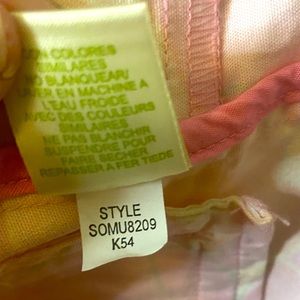 CON COLORES
SIMILARES
NO BLANQUEAR/
LAVER EN MACHINE A
L'EAU FROIDE
AVEC DES COULEURS
SIMILAIRES
NE PAS BLANCHIR
SUSPENDRE POUR
FAIRE SECHER
REPASSER A FER TIEDE
STYLE
SOMU8209
K54